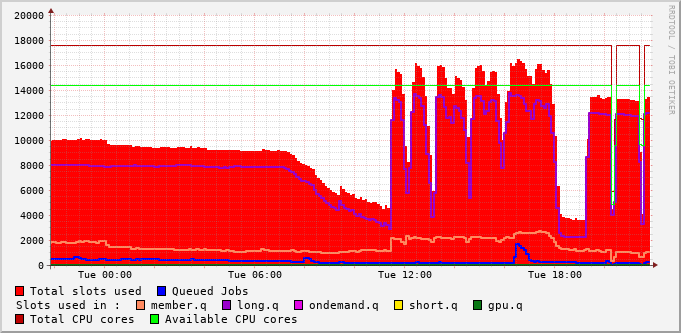 20000
18000
16000
14000
12000
10000
8000
6000
4000
2000
0
Tue 00:00 Tue 06:00 Tue 12:00 Tue 18:00
RRDTOOL / TOBI OETIKER
Total slots used Queued Jobs
Slots used in : member.q long.q ondemand.q short.q gpu.q
Total CPU cores Available CPU cores